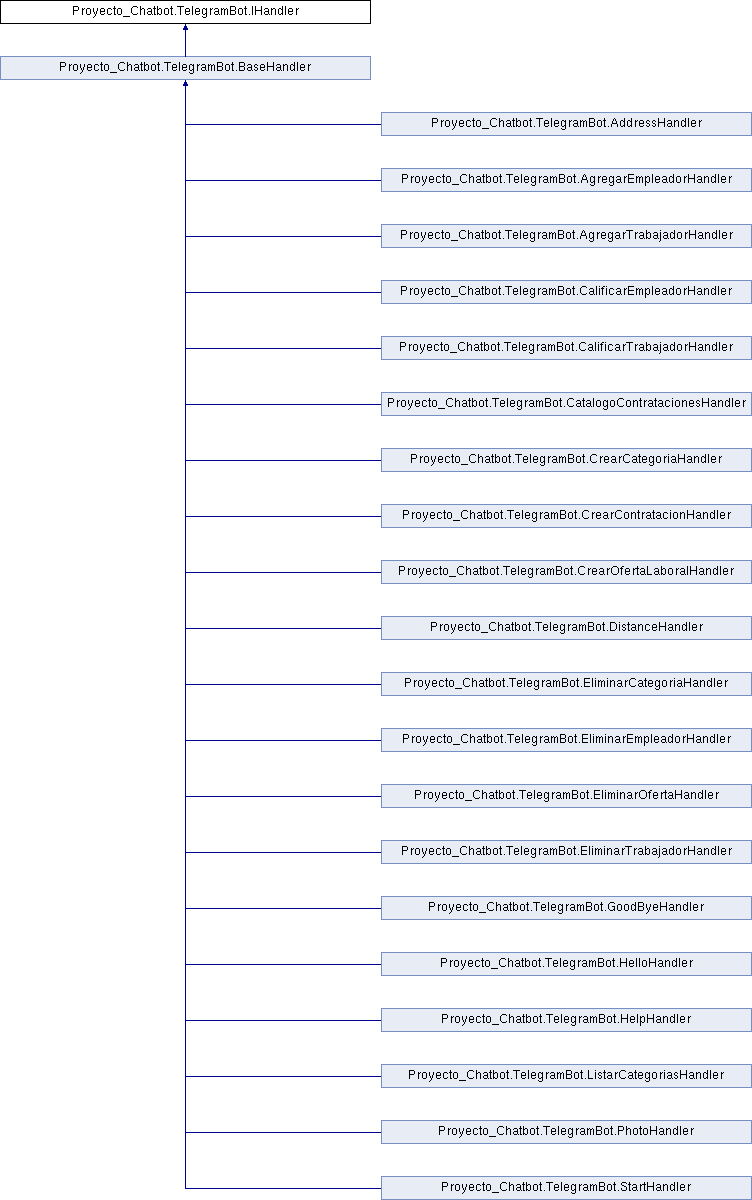 Proyecto_Chatbot.TelegramBot.IHandler
Proyecto_Chatbot.TelegramBot.BaseHandler
Proyecto_Chatbot.TelegramBot.AddressHandler
Proyecto_Chatbot.TelegramBot.AgregarEmpleadorHandler
Proyecto_Chatbot.TelegramBot.AgregarTrabajadorHandler
Proyecto_Chatbot.TelegramBot.CalificarEmpleadorHandler
Proyecto_Chatbot.TelegramBot.CalificarTrabajadorHandler
Proyecto_Chatbot.TelegramBot.CatalogoContratacionesHandler
Proyecto_Chatbot.TelegramBot.CrearCategoriaHandler
Proyecto_Chatbot.TelegramBot.CrearContratacionHandler
Proyecto_Chatbot.TelegramBot.CrearOfertaLaboralHandler
Proyecto_Chatbot.TelegramBot.DistanceHandler
Proyecto_Chatbot.TelegramBot.EliminarCategoriaHandler
Proyecto_Chatbot.TelegramBot.EliminarEmpleadorHandler
Proyecto_Chatbot.TelegramBot.EliminarOfertaHandler
Proyecto_Chatbot.TelegramBot.EliminarTrabajadorHandler
Proyecto_Chatbot.TelegramBot.GoodByeHandler
Proyecto_Chatbot.TelegramBot.HelloHandler
Proyecto_Chatbot.TelegramBot.HelpHandler
Proyecto_Chatbot.TelegramBot.ListarCategoriasHandler
Proyecto_Chatbot.TelegramBot.PhotoHandler
Proyecto_Chatbot.TelegramBot.StartHandler